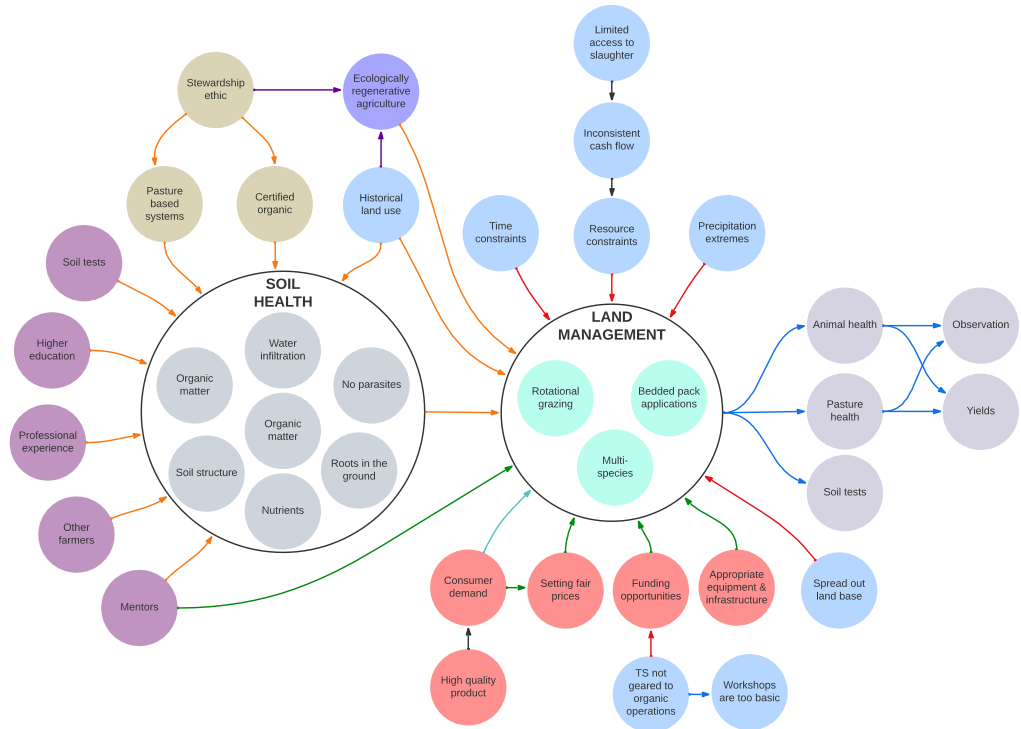 Limited
access to
slaughter
Stewardship
ethic
Ecologically
regenerative
agriculture
Inconsistent
cash flow
Pasture
based
systems
Certified
organic
Historical
land use
Time
constraints
Resource
constraints
Precipitation
extremes
Soil tests
SOIL
HEALTH
LAND
MANAGEMENT
Animal health
Observation
Higher
education
Water
infiltration
Organic
matter
No parasites
Rotational
grazing
Bedded pack
applications
Pasture
health
Yields
Professional
experience
Organic
matter
Soil structure
Roots in the
ground
Multi-
species
Soil tests
Nutrients
Other
farmers
Mentors
Consumer
demand
Setting fair
prices
Funding
opportunities
Appropriate
equipment &
infrastructure
Spread out
land base
High quality
product
TS not
geared to
organic
operations
Workshops
are too basic